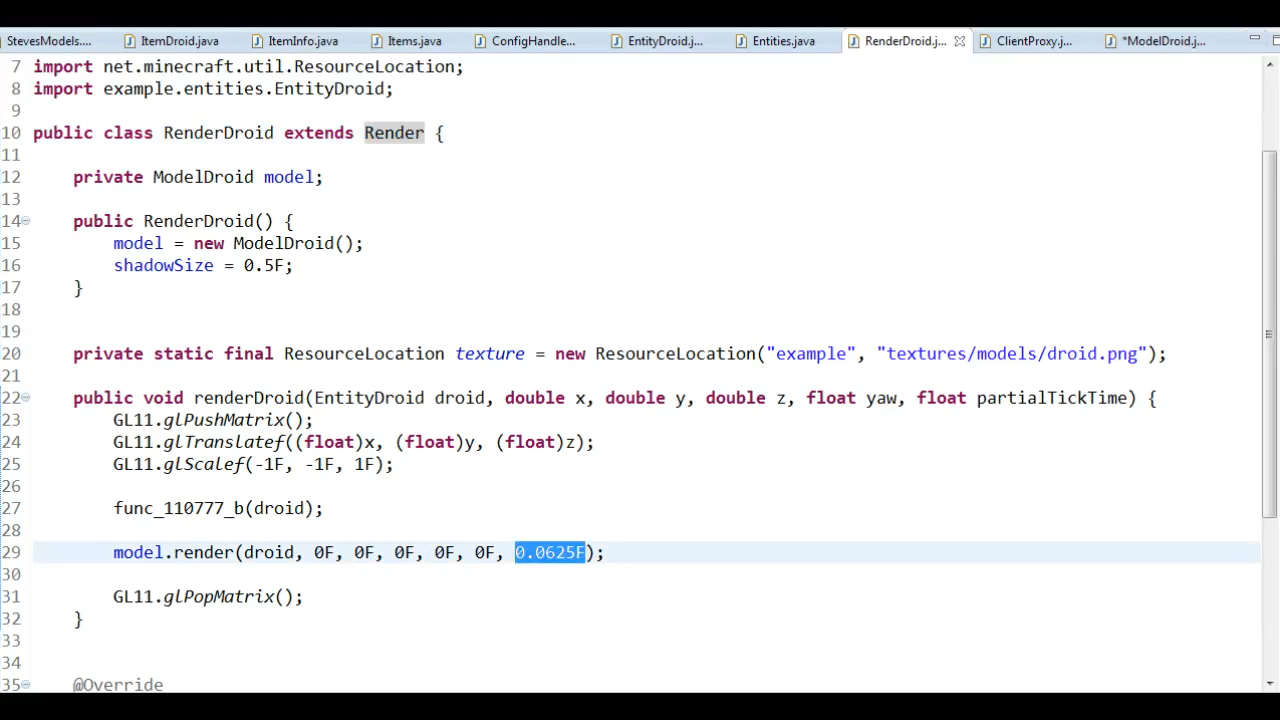 StevesModels.... ItemDroid.java ItemInfo.java Items.java ConfigHandle... EntityDroid.j... Entities.java RenderDroid.j... ClientProxy.j... *ModelDroid.j...
7 import net.minecraft.util.ResourceLocation;
8 import example.entities.EntityDroid;
9
10 public class RenderDroid extends Render {
11
12 private ModelDroid model;
13
14 public RenderDroid() {
15 model = new ModelDroid();
16 shadowSize = 0.5F;
17 }
18
19
20 private static final ResourceLocation texture = new ResourceLocation("example", "textures/models/droid.png");
21
22 public void renderDroid(EntityDroid droid, double x, double y, double z, float yaw, float partialTickTime) {
23 GL11.glPushMatrix();
24 GL11.glTranslatef((float)x, (float)y, (float)z);
25 GL11.glScalef(-1F, -1F, 1F);
26
27 func_110777_b(droid);
28
29 model.render(droid, 0F, 0F, 0F, 0F, 0F, 0.0625F);
30
31 GL11.glPopMatrix();
32 }
33
34
35 @Override